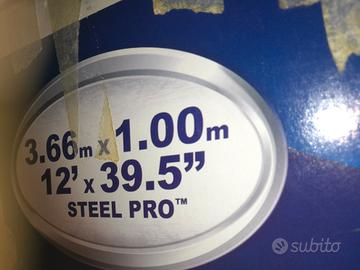 3.66m x 1.00m
12' x 39.5”
STEEL PRO™
subito